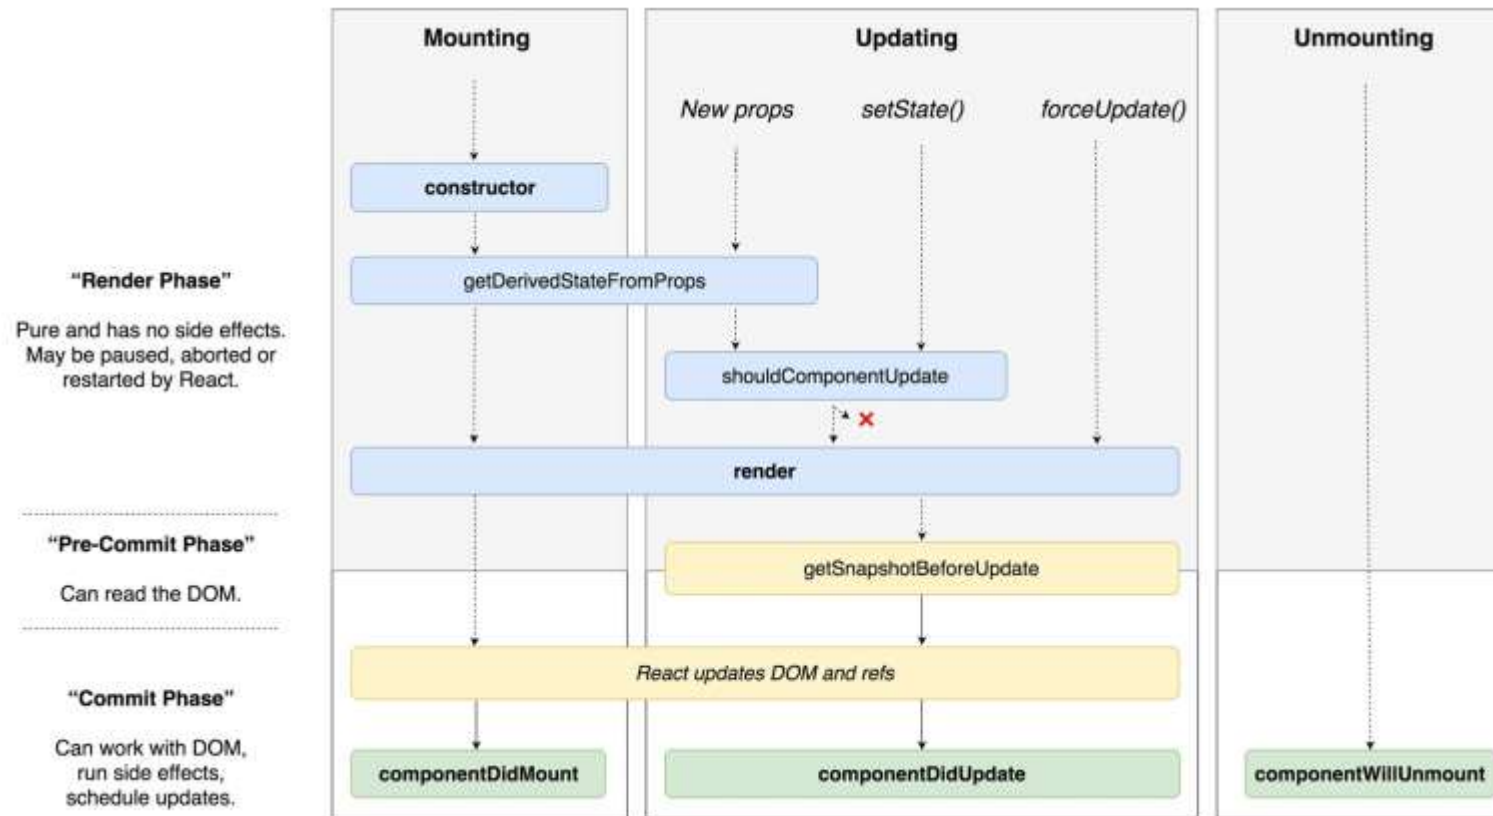 Mounting
Updating
Unmounting
New props
setState()
forceUpdate()
constructor
“Render Phase”
getDerivedStateFromProps
Pure and has no side effects.
May be paused, aborted or
restarted by React.
shouldComponentUpdate
render
“Pre-Commit Phase”
getSnapshotBeforeUpdate
Can read the DOM.
React updates DOM and refs
“Commit Phase”
Can work with DOM,
run side effects,
schedule updates.
componentDidMount
componentDidUpdate
componentWillUnmount